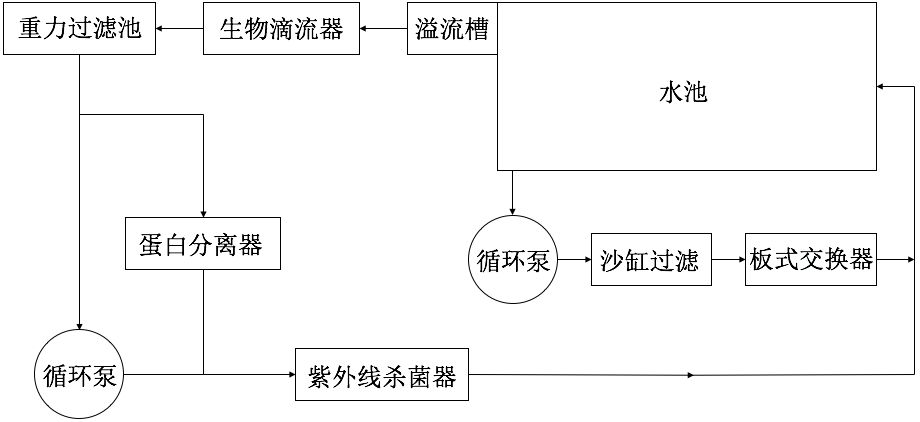 重力过滤池
生物滴流器
溢流槽
水池
蛋白分离器
循环泵
沙缸过滤
板式交换器
循环泵
紫外线杀菌器